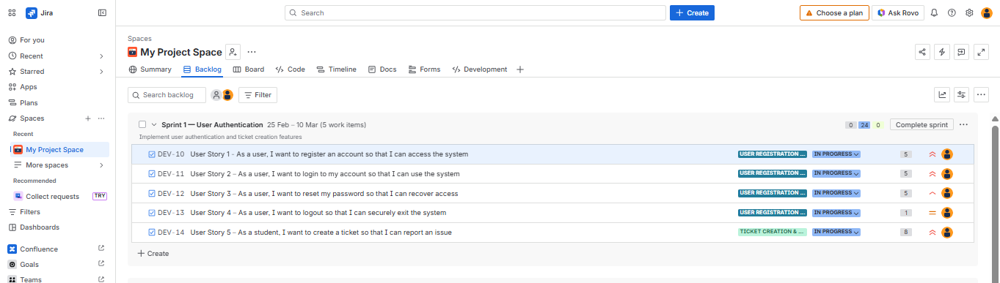 Jira
Search
+ Create
Choose a plan
Ask Rovo
For you
Recent
Starred
Apps
Plans
Spaces
Recent
My Project Space
More spaces
Recommended
Collect requests TRY
Filters
Dashboards
Confluence
Goals
Teams
Spaces
My Project Space
Summary Backlog Board Code Timeline Docs Forms Development
Search backlog Filter
Sprint 1 — User Authentication 25 Feb – 10 Mar (5 work items) 0 24 0 Complete sprint
Implement user authentication and ticket creation features
DEV-10 User Story 1 - As a user, I want to register an account so that I can access the system USER REGISTRATION ... IN PROGRESS 5
DEV-11 User Story 2 – As a user, I want to login to my account so that I can use the system USER REGISTRATION ... IN PROGRESS 5
DEV-12 User Story 3 – As a user, I want to reset my password so that I can recover access USER REGISTRATION ... IN PROGRESS 5
DEV-13 User Story 4 – As a user, I want to logout so that I can securely exit the system USER REGISTRATION ... IN PROGRESS 1
DEV-14 User Story 5 – As a student, I want to create a ticket so that I can report an issue TICKET CREATION & ... IN PROGRESS 8
+ Create